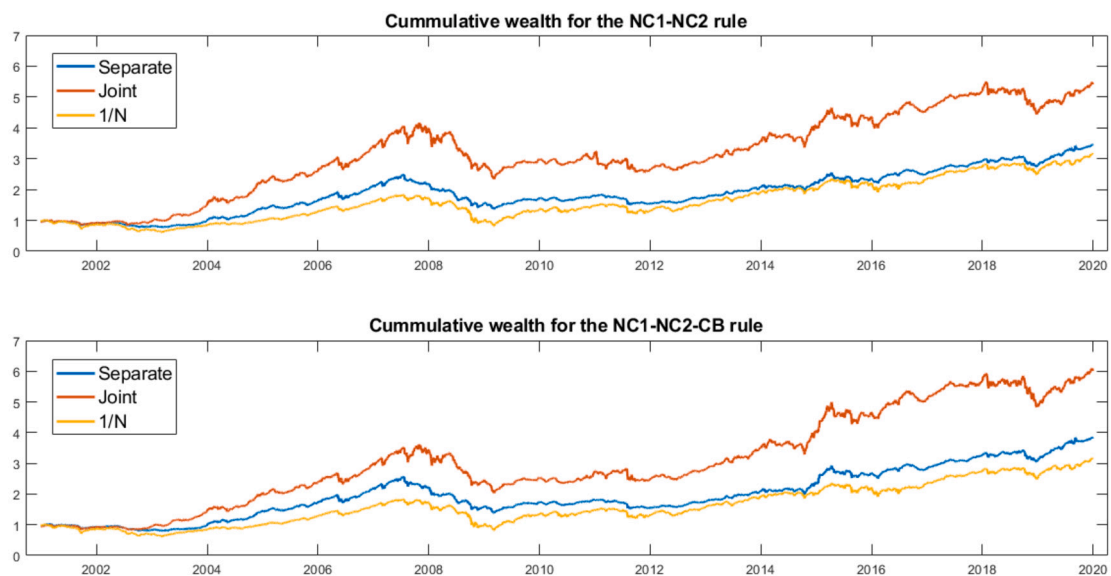 Cummulative wealth for the NC1-NC2 rule
7
6
5
4
3
2
1
0
Separate
Joint
1/N
2002 2004 2006 2008 2010 2012 2014 2016 2018 2020
Cummulative wealth for the NC1-NC2-CB rule
7
6
5
4
3
2
1
0
Separate
Joint
1/N
2002 2004 2006 2008 2010 2012 2014 2016 2018 2020